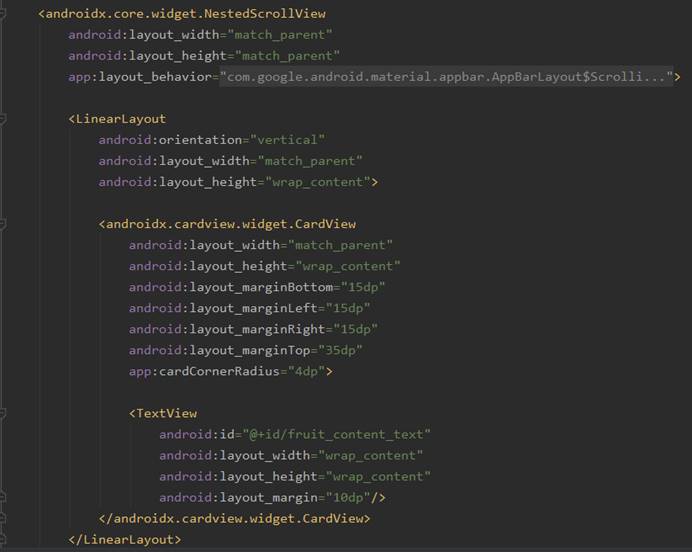 <androidx.core.widget.NestedScrollView
android:layout_width="match_parent"
android:layout_height="match_parent"
app:layout_behavior="com.google.android.material.appbar.AppBarLayout$Scrolli...">
<LinearLayout
android:orientation="vertical"
android:layout_width="match_parent"
android:layout_height="wrap_content">
<androidx.cardview.widget.CardView
android:layout_width="match_parent"
android:layout_height="wrap_content"
android:layout_marginBottom="15dp"
android:layout_marginLeft="15dp"
android:layout_marginRight="15dp"
android:layout_marginTop="35dp"
app:cardCornerRadius="4dp">
<TextView
android:id="@+id/fruit_content_text"
android:layout_width="wrap_content"
android:layout_height="wrap_content"
android:layout_margin="10dp"/>
</androidx.cardview.widget.CardView>
</LinearLayout>